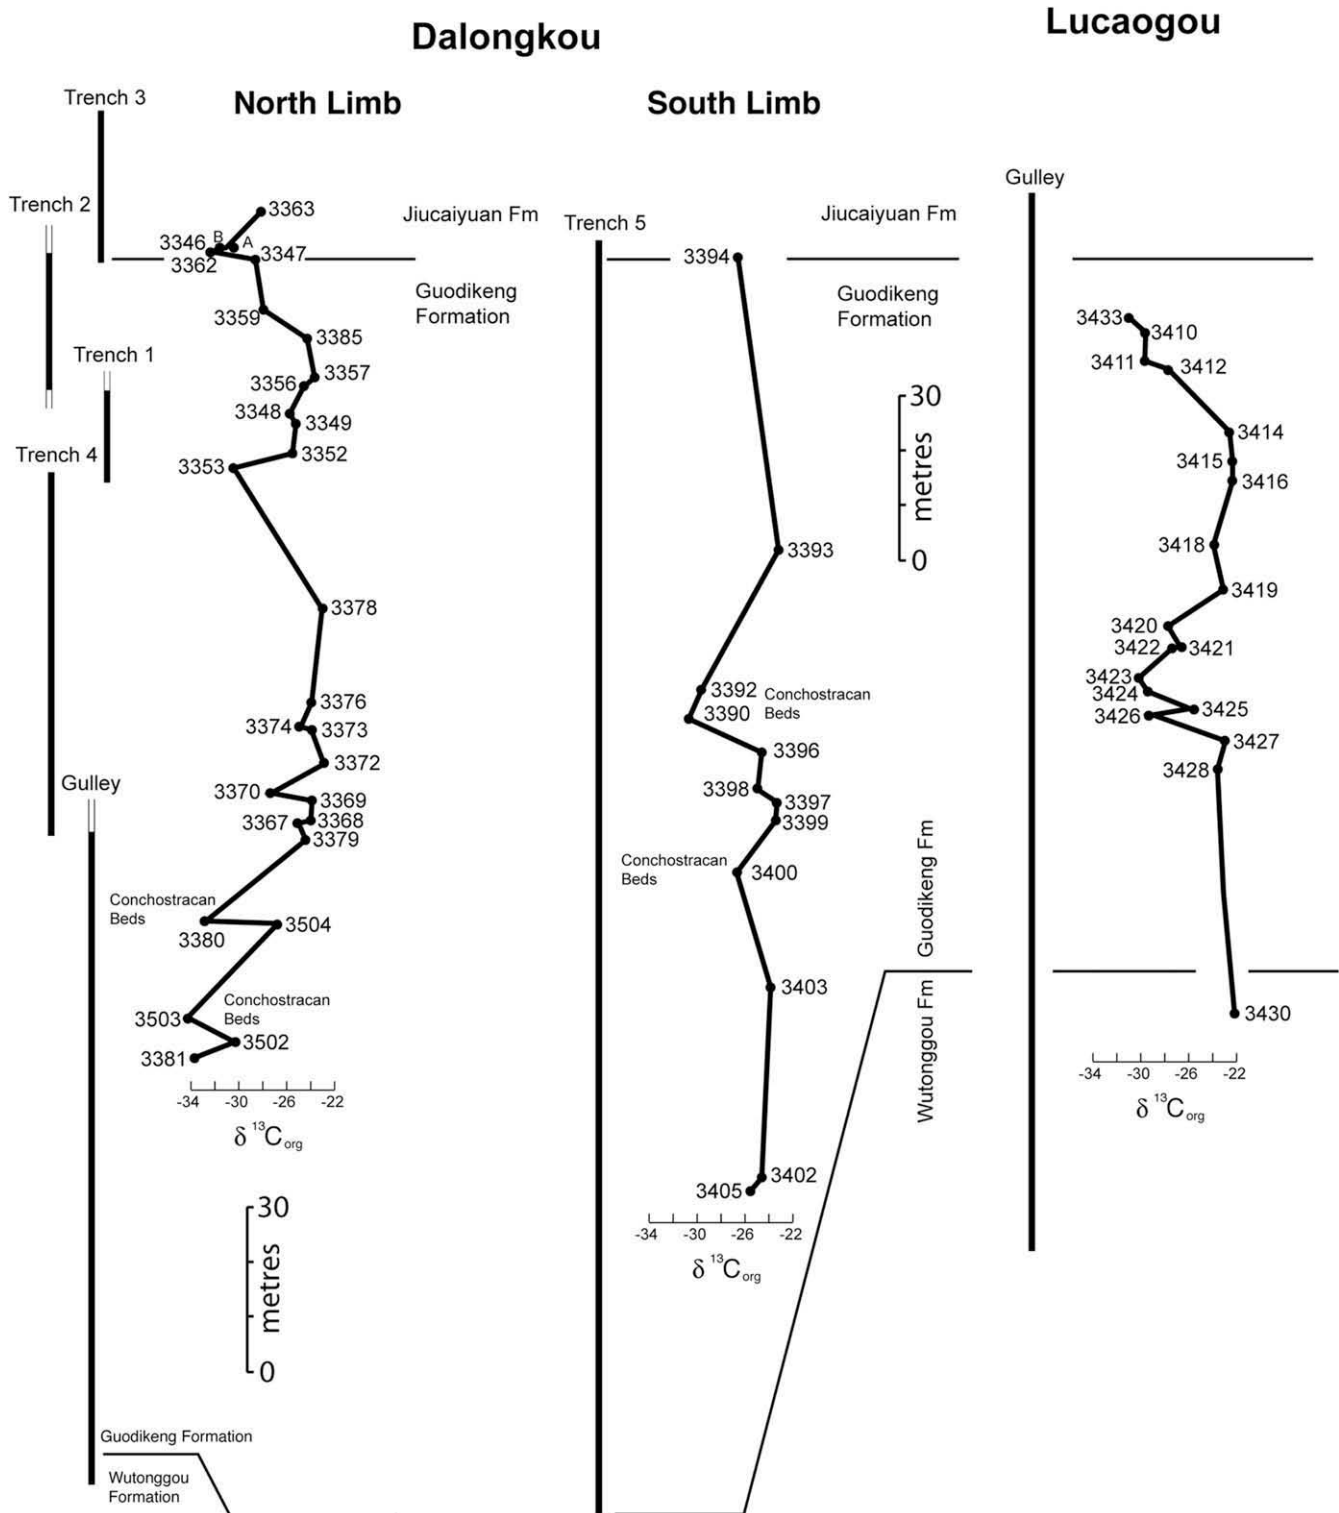 Dalongkou
Lucaogou
North Limb
South Limb
Trench 3
Trench 2
Trench 1
Trench 4
Gulley
3363
Jiucaiyuan Fm
3346
B
A
3362
3347
Guodikeng
Formation
3359
3385
3357
3356
3348
3349
3352
3353
3378
3376
3374
3373
3372
3370
3369
3368
3367
3379
Conchostracan
Beds
3380
3504
Conchostracan
Beds
3503
3502
3381
-34
-30
-26
-22
δ ¹³C org
30
metres
0
Guodikeng Formation
Wutonggou
Formation
Trench 5
Jiucaiyuan Fm
3394
Guodikeng
Formation
30
metres
0
3393
3392
Conchostracan
Beds
3390
3396
3398
3397
3399
Conchostracan
Beds
3400
3403
3402
3405
-34
-30
-26
-22
δ ¹³C org
Guodikeng Fm
Wutonggou Fm
Gulley
3433
3410
3411
3412
3414
3415
3416
3418
3419
3420
3421
3422
3423
3424
3425
3426
3427
3428
3430
-34
-30
-26
-22
δ ¹³C org